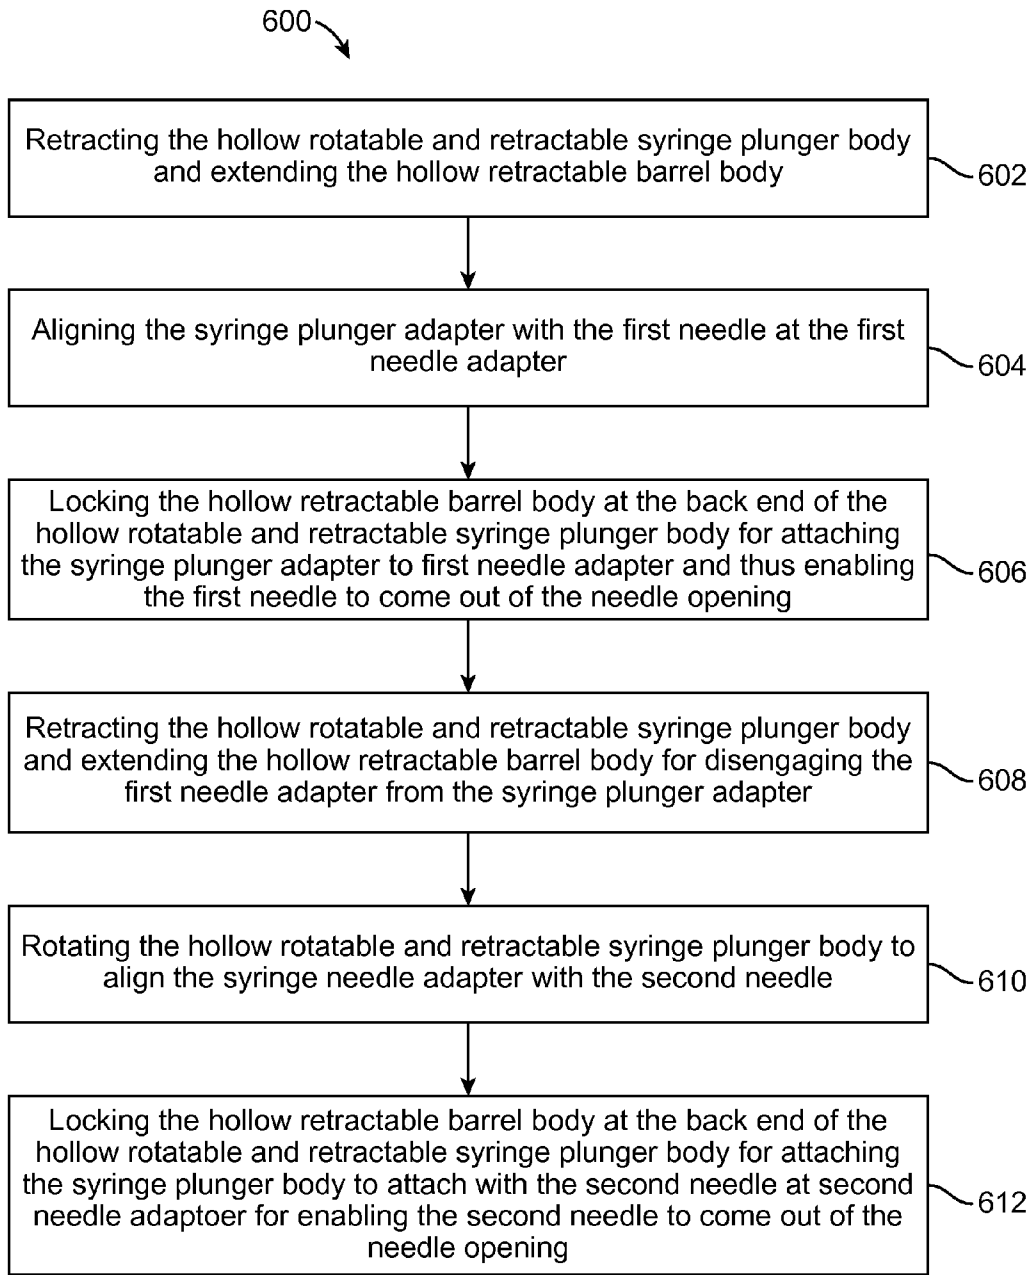 600
Retracting the hollow rotatable and retractable syringe plunger body
and extending the hollow retractable barrel body
602
Aligning the syringe plunger adapter with the first needle at the first
needle adapter
604
Locking the hollow retractable barrel body at the back end of the
hollow rotatable and retractable syringe plunger body for attaching
the syringe plunger adapter to first needle adapter and thus enabling
the first needle to come out of the needle opening
606
Retracting the hollow rotatable and retractable syringe plunger body
and extending the hollow retractable barrel body for disengaging the
first needle adapter from the syringe plunger adapter
608
Rotating the hollow rotatable and retractable syringe plunger body to
align the syringe needle adapter with the second needle
610
Locking the hollow retractable barrel body at the back end of the
hollow rotatable and retractable syringe plunger body for attaching
the syringe plunger body to attach with the second needle at second
needle adaptoer for enabling the second needle to come out of the
needle opening
612